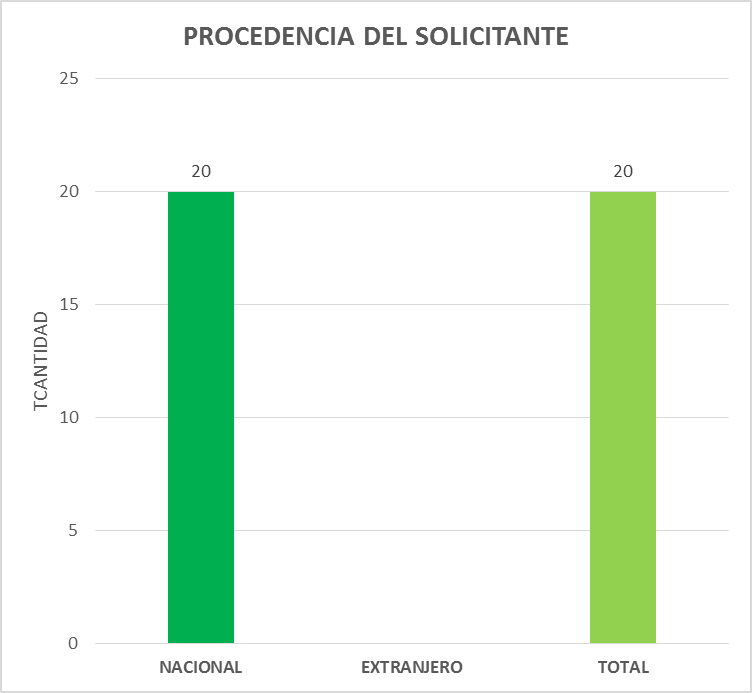 PROCEDENCIA DEL SOLICITANTE
25
20
15
10
5
0
TCANTIDAD
20
20
NACIONAL
EXTRANJERO
TOTAL